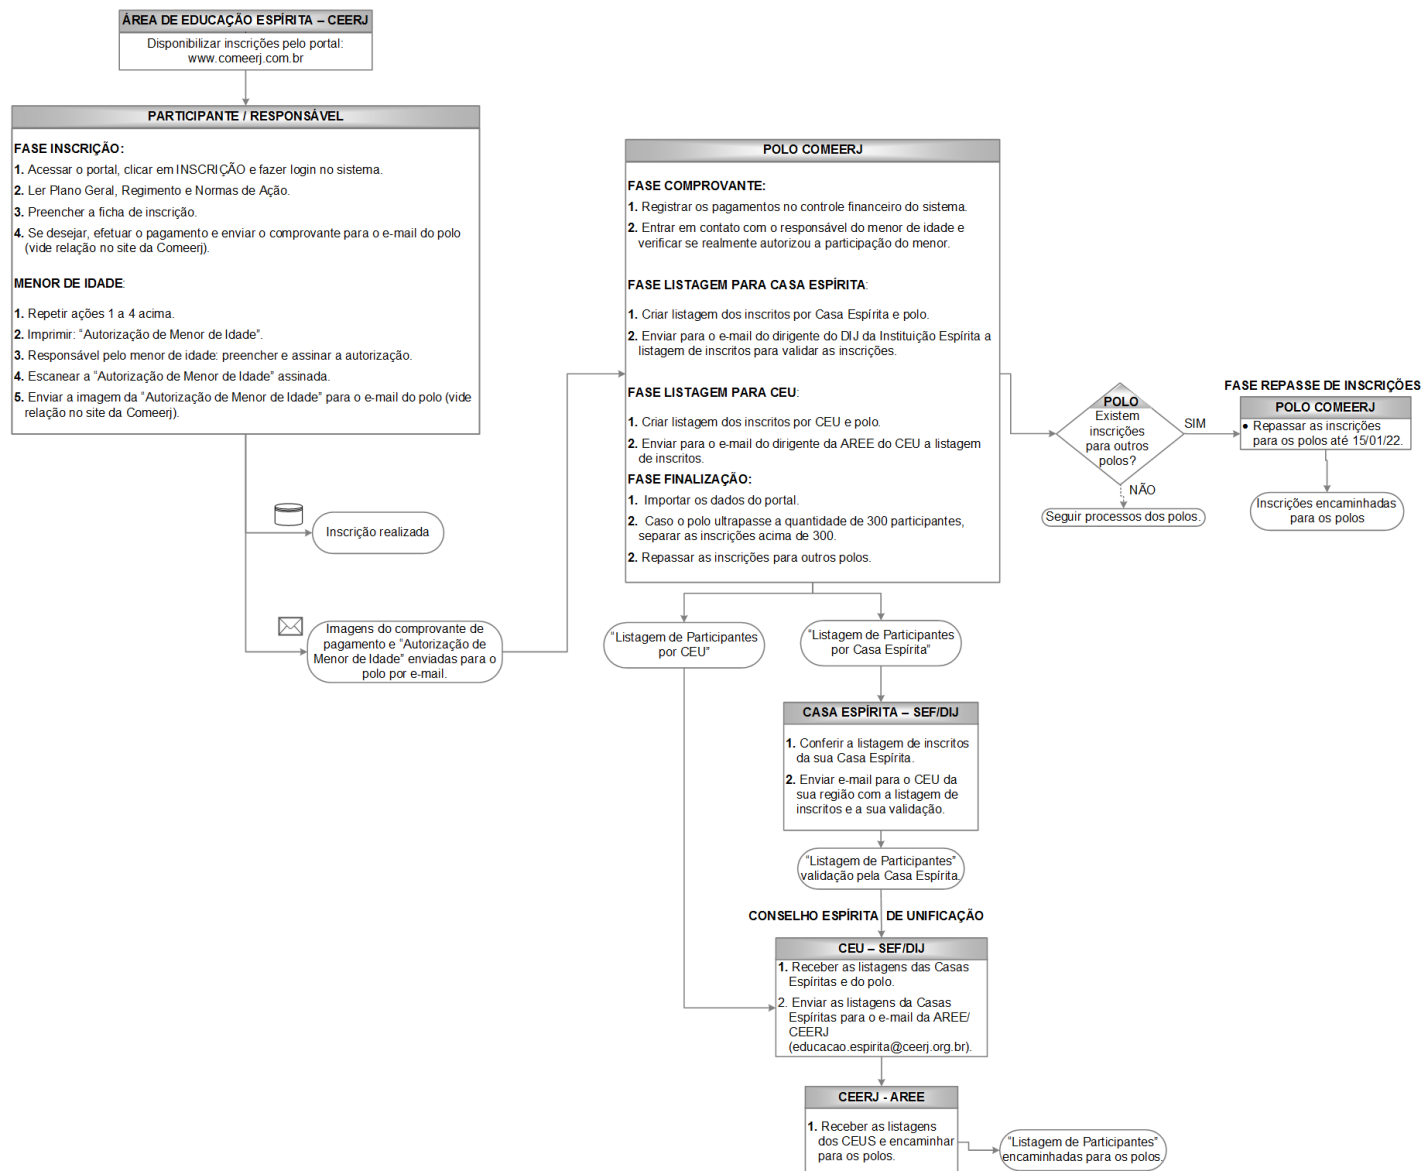 ÁREA DE EDUCAÇÃO ESPÍRITA – CEERJ
Disponibilizar inscrições pelo portal:
www.comeerj.com.br
PARTICIPANTE / RESPONSÁVEL
FASE INSCRIÇÃO:
1. Acessar o portal, clicar em INSCRIÇÃO e fazer login no sistema.
2. Ler Plano Geral, Regimento e Normas de Ação.
3. Preencher a ficha de inscrição.
4. Se desejar, efetuar o pagamento e enviar o comprovante para o e-mail do polo
(vide relação no site da Comeerj).
MENOR DE IDADE:
1. Repetir ações 1 a 4 acima.
2. Imprimir: “Autorização de Menor de Idade”.
3. Responsável pelo menor de idade: preencher e assinar a autorização.
4. Escanear a “Autorização de Menor de Idade” assinada.
5. Enviar a imagem da “Autorização de Menor de Idade” para o e-mail do polo (vide
relação no site da Comeerj).
Inscrição realizada
Imagens do comprovante de
pagamento e “Autorização de
Menor de Idade” enviadas para o
polo por e-mail.
POLO COMEERJ
FASE COMPROVANTE:
1. Registrar os pagamentos no controle financeiro do sistema.
2. Entrar em contato com o responsável do menor de idade e
verificar se realmente autorizou a participação do menor.
FASE LISTAGEM PARA CASA ESPÍRITA:
1. Criar listagem dos inscritos por Casa Espírita e polo.
2. Enviar para o e-mail do dirigente do DIJ da Instituição Espírita a
listagem de inscritos para validar as inscrições.
FASE LISTAGEM PARA CEU:
1. Criar listagem dos inscritos por CEU e polo.
2. Enviar para o e-mail do dirigente da AREE do CEU a listagem
de inscritos.
FASE FINALIZAÇÃO:
1. Importar os dados do portal.
2. Caso o polo ultrapasse a quantidade de 300 participantes,
separar as inscrições acima de 300.
2. Repassar as inscrições para outros polos.
POLO
Existem
inscrições
para outros
polos?
SIM
NÃO
Seguir processos dos polos.
FASE REPASSE DE INSCRIÇÕES
POLO COMEERJ
• Repassar as inscrições
para os polos até 15/01/22.
Inscrições encaminhadas
para os polos
“Listagem de Participantes
por CEU”
“Listagem de Participantes
por Casa Espírita”
CASA ESPÍRITA – SEF/DIJ
1. Conferir a listagem de inscritos
da sua Casa Espírita.
2. Enviar e-mail para o CEU da
sua região com a listagem de
inscritos e a sua validação.
“Listagem de Participantes”
validação pela Casa Espírita.
CONSELHO ESPÍRITA DE UNIFICAÇÃO
CEU – SEF/DIJ
1. Receber as listagens das Casas
Espíritas e do polo.
2. Enviar as listagens da Casas
Espíritas para o e-mail da AREE/
CEERJ
(educacao.espirita@ceerj.org.br).
CEERJ - AREE
1. Receber as listagens
dos CEUS e encaminhar
para os polos.
“Listagem de Participantes”
encaminhadas para os polos.